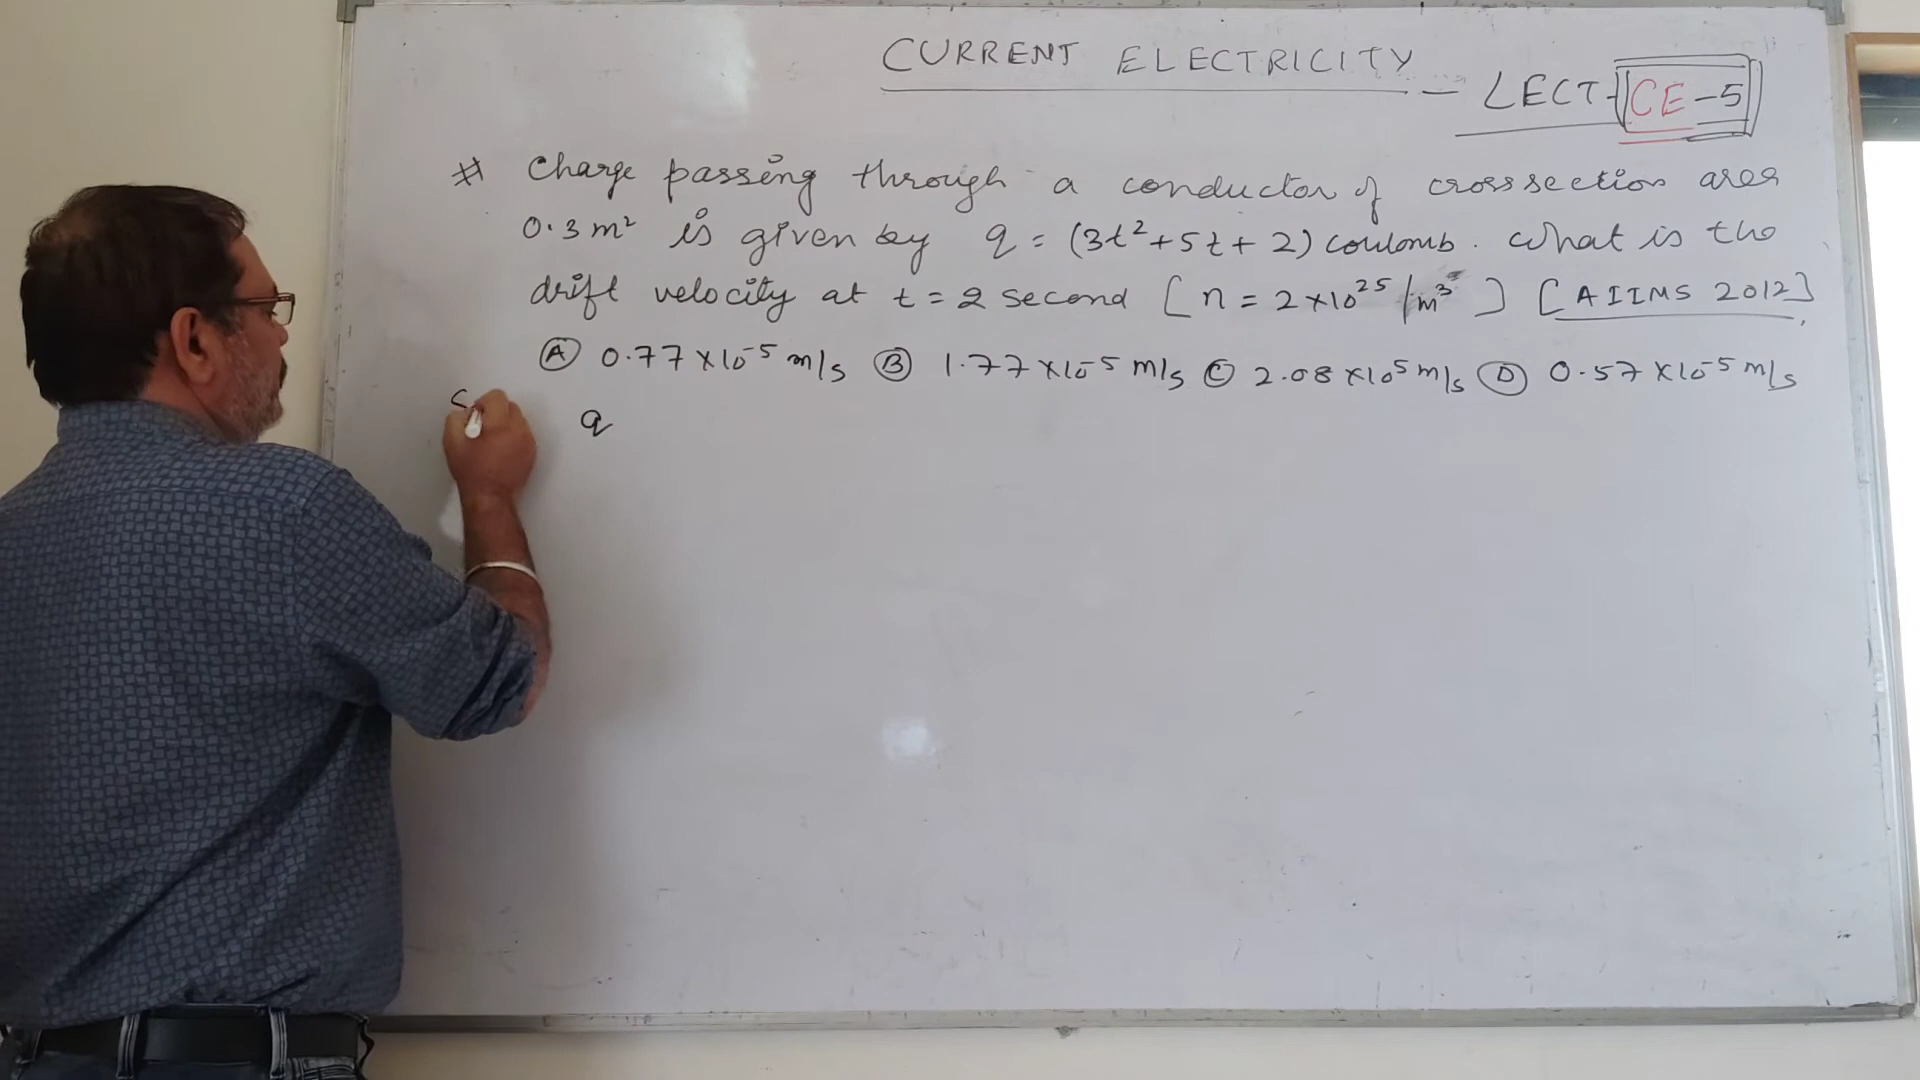 CURRENT ELECTRICITY – LECT-CE-5
# Charge passing through a conductor of crosssection area
0.3 m² is given by q = (3t²+5t+2) coulomb. What is the
drift velocity at t = 2 second [n = 2×10²⁵/m³] [AIIMS 2012]
Ⓐ 0.77×10⁻⁵ m/s Ⓑ 1.77×10⁻⁵ m/s Ⓒ 2.08×10⁵ m/s Ⓓ 0.57×10⁻⁵ m/s
q